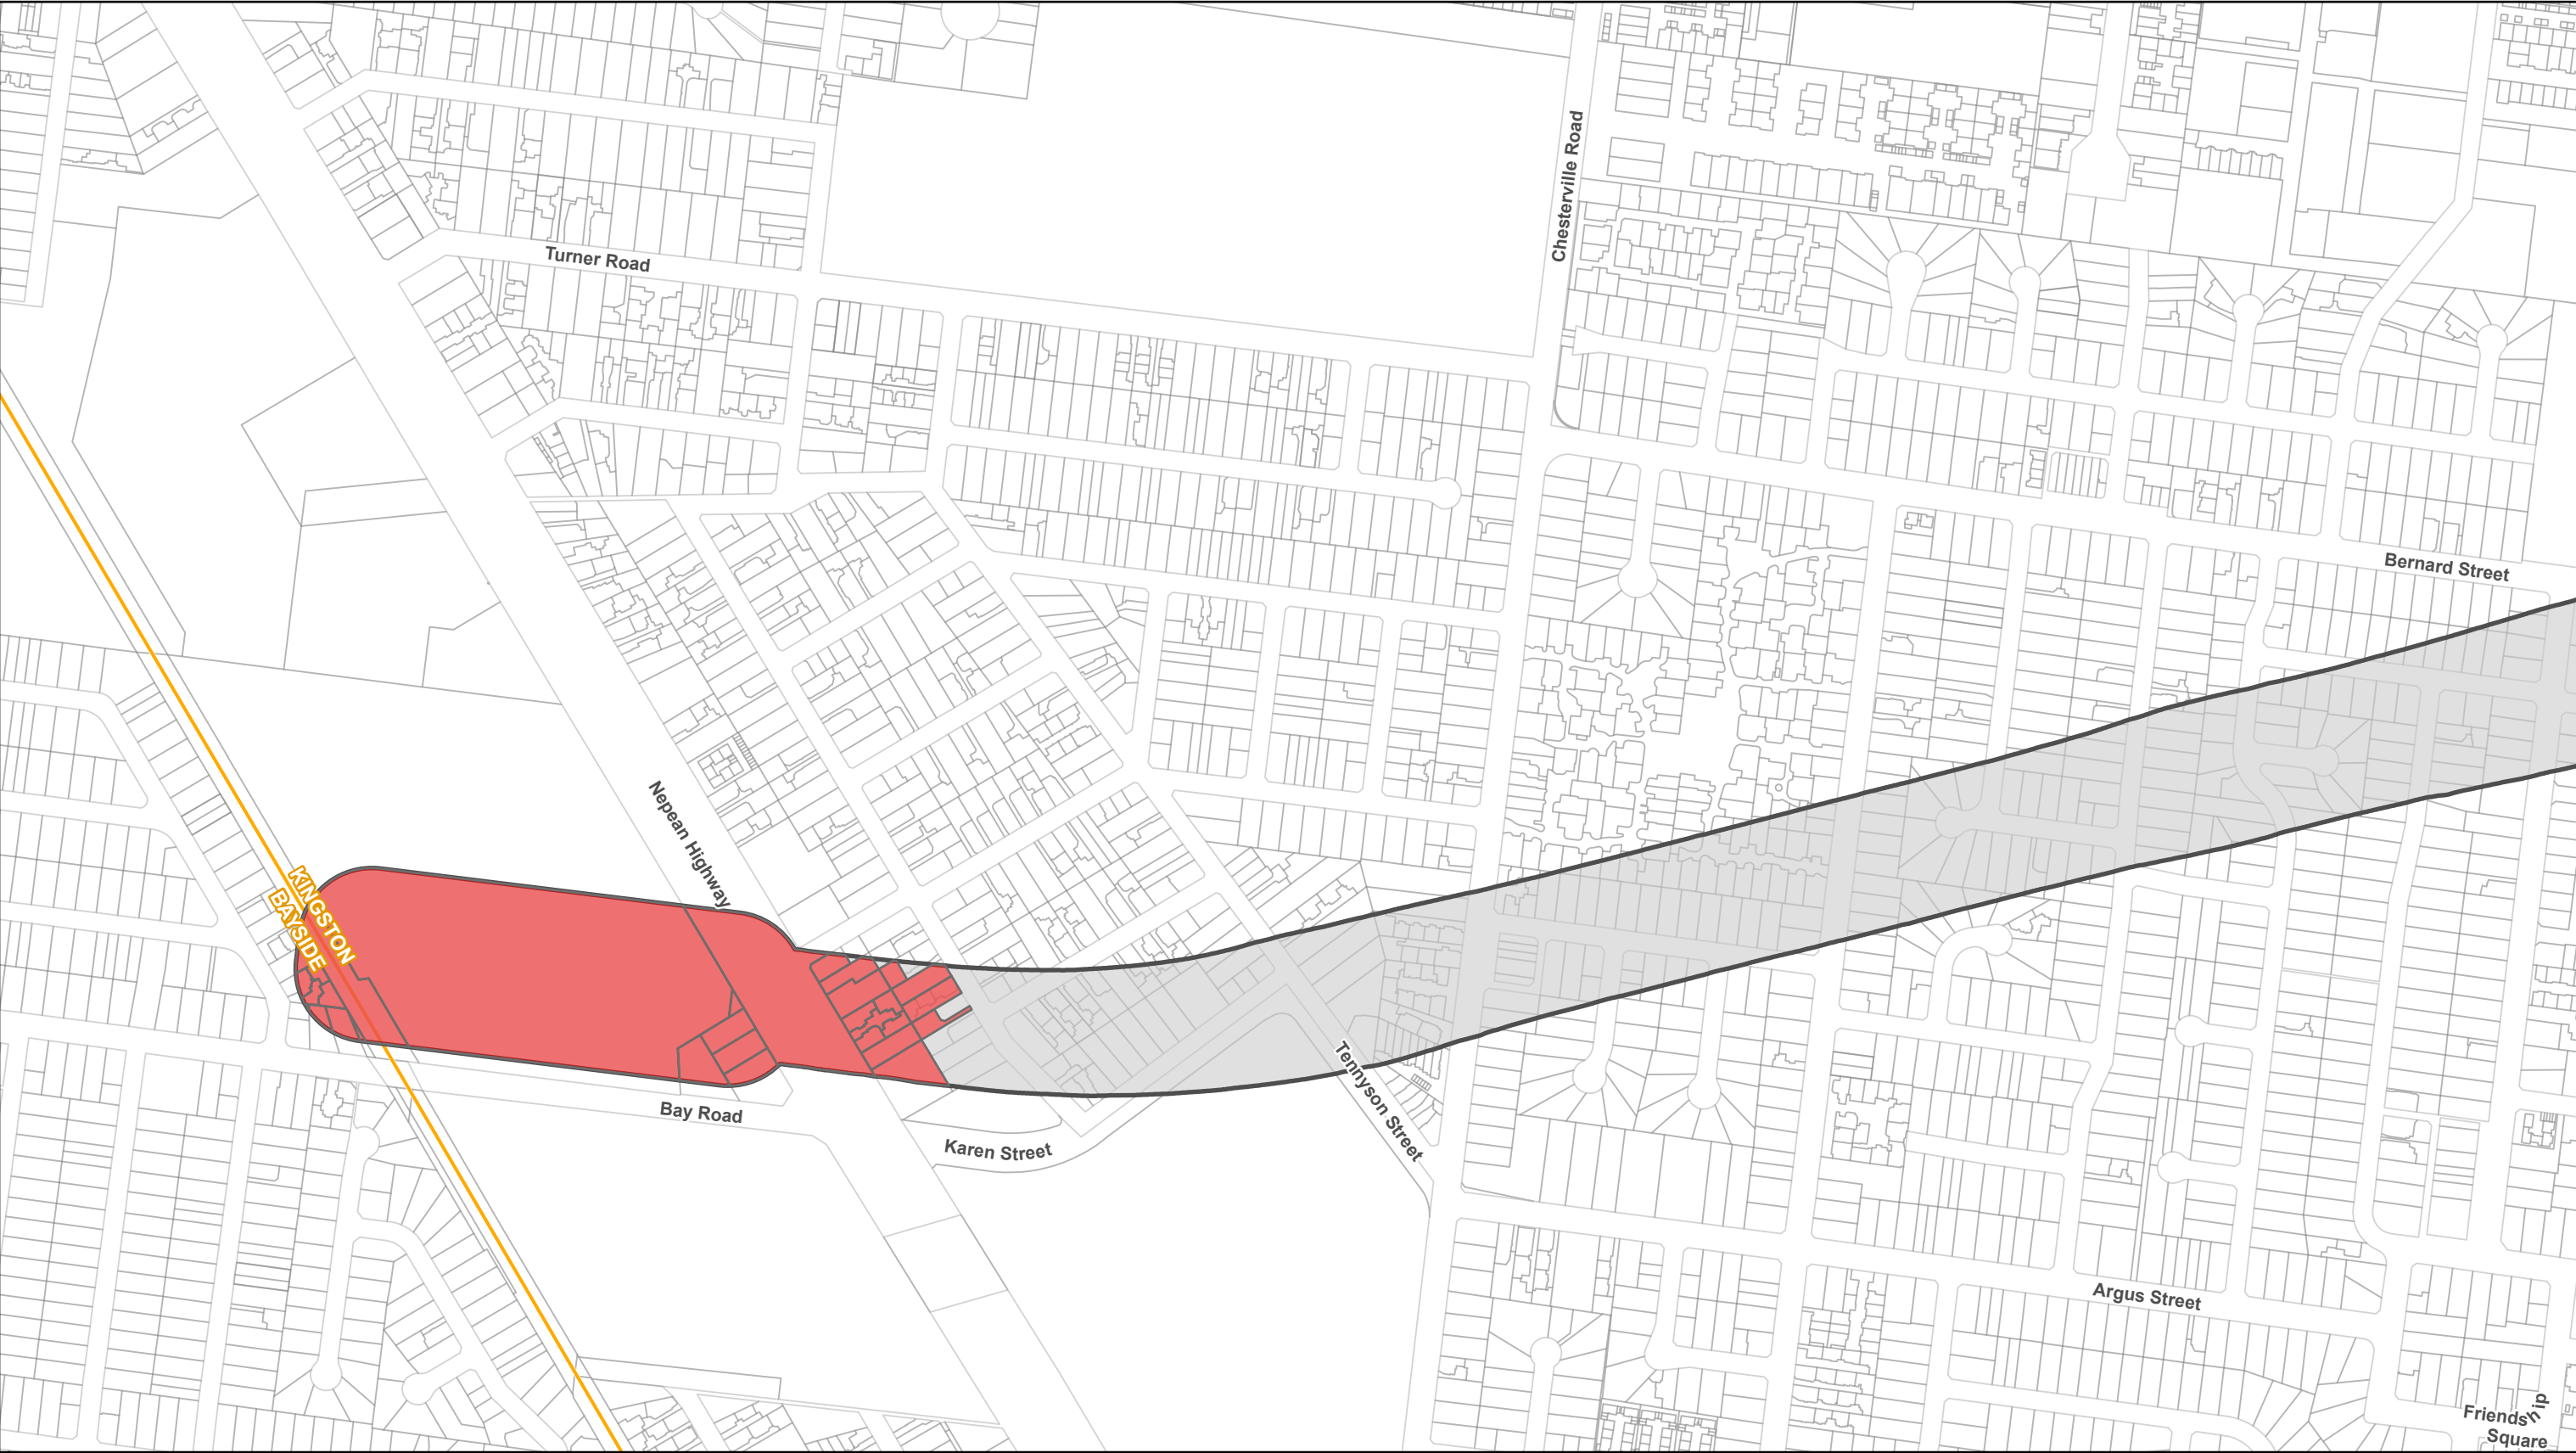 Chesterville Road
Turner Road
Bernard Street
Nepean Highway
KINGSTON
BAYSIDE
Tennyson Street
Bay Road
Karen Street
Argus Street
Friendship
Square